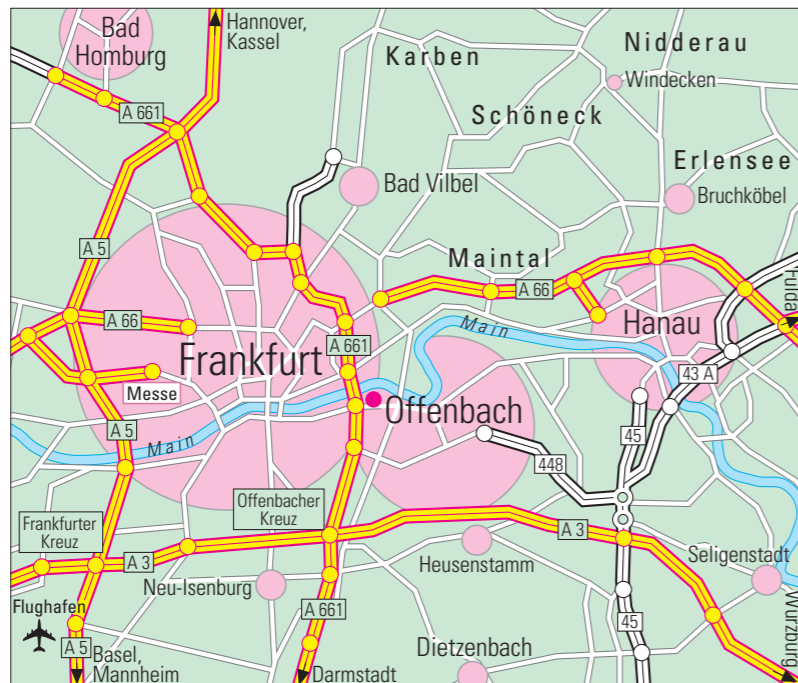 Hannover,
Kassel
Bad
Homburg
Karben
Nidderau
Windecken
A 661
Schöneck
Erlensee
Bad Vilbel
Bruchköbel
A 5
Maintal
Fulda
A 66
A 66
Main
Hanau
A 661
Frankfurt
43 A
Messe
Offenbach
A 5
Main
45
448
Offenbacher
Kreuz
Frankfurter
Kreuz
A 3
A 3
Heusenstamm
Seligenstadt
Neu-Isenburg
Würzburg
Flughafen
A 661
45
A 5
Basel,
Mannheim
Darmstadt
Dietzenbach